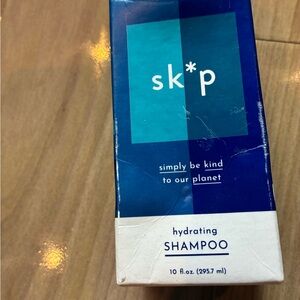 sk*p
simply be kind
to our planet
hydrating
SHAMPOO
10 fl.oz. (295.7 ml)